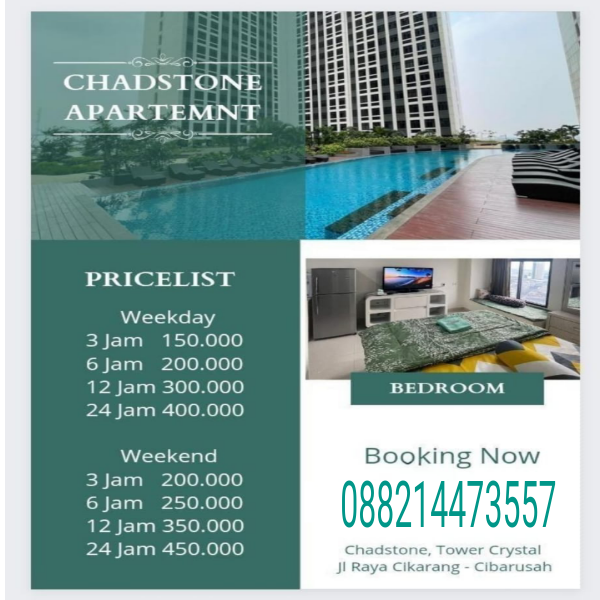 CHADSTONE
APARTEMNT
PRICELIST
Weekday
3 Jam 150.000
6 Jam 200.000
12 Jam 300.000
24 Jam 400.000
Weekend
3 Jam 200.000
6 Jam 250.000
12 Jam 350.000
24 Jam 450.000
BEDROOM
Booking Now
088214473557
Chadstone, Tower Crystal
Jl Raya Cikarang - Cibarusah